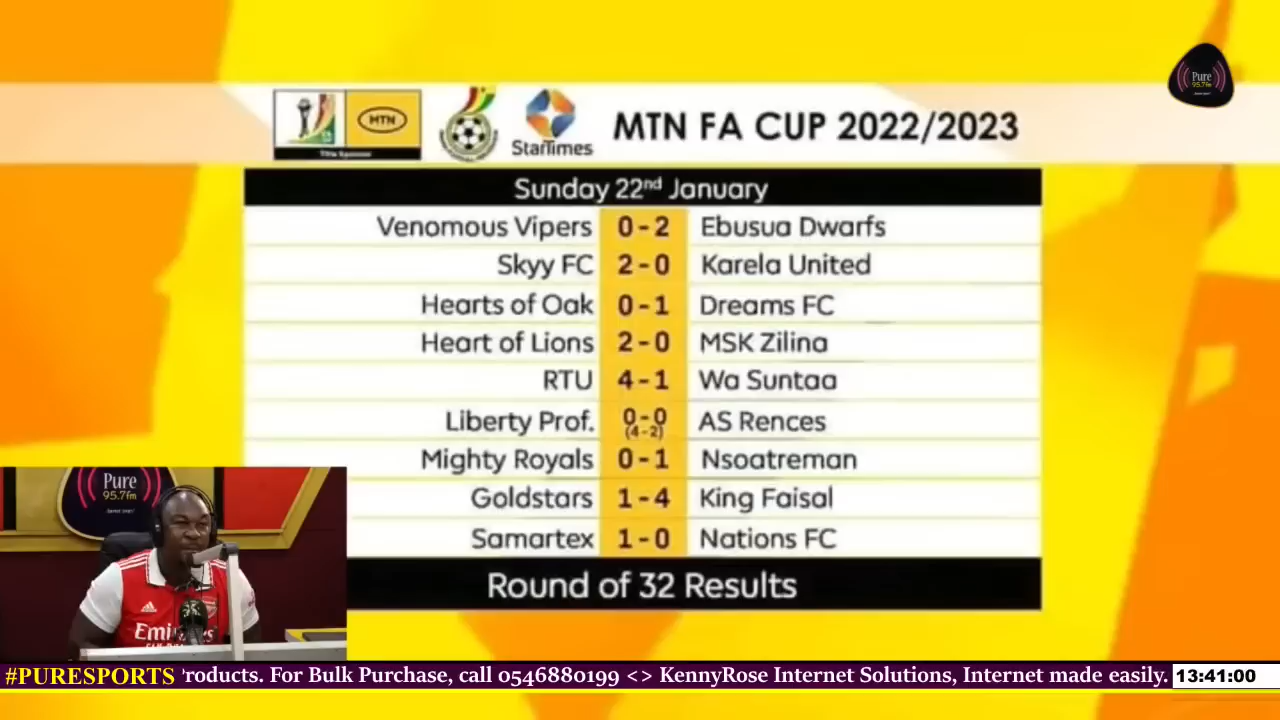 Pure
95.7fm
MTN
Title Sponsor
StarTimes
MTN FA CUP 2022/2023
Sunday 22nd January
Venomous Vipers 0 - 2 Ebusua Dwarfs
Skyy FC 2 - 0 Karela United
Hearts of Oak 0 - 1 Dreams FC
Heart of Lions 2 - 0 MSK Zilina
RTU 4 - 1 Wa Suntaa
Liberty Prof. 0 - 0 AS Rences
(4 - 2)
Mighty Royals 0 - 1 Nsoatreman
Goldstars 1 - 4 King Faisal
Samartex 1 - 0 Nations FC
Round of 32 Results
Pure
95.7fm
#PURESPORTS 'roducts. For Bulk Purchase, call 0546880199 <> KennyRose Internet Solutions, Internet made easily. 13:41:00